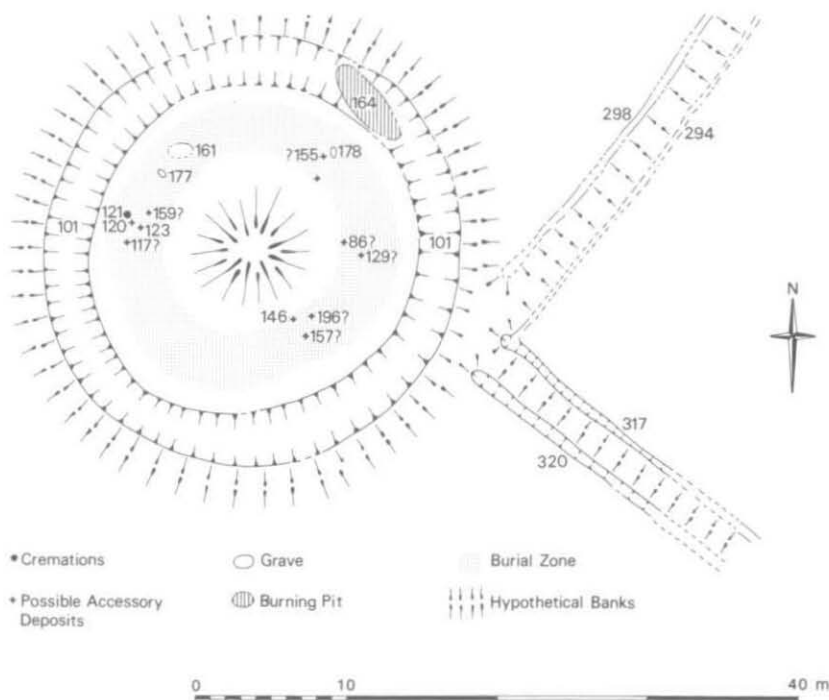 298
164
294
?155 0178
161
177
121 159?
101
120 123
117?
86? 101
129?
N
146 196?
157?
317
320
Cremations
Grave
Burial Zone
Possible Accessory
Deposits
Burning Pit
Hypothetical Banks
0 10 40 m